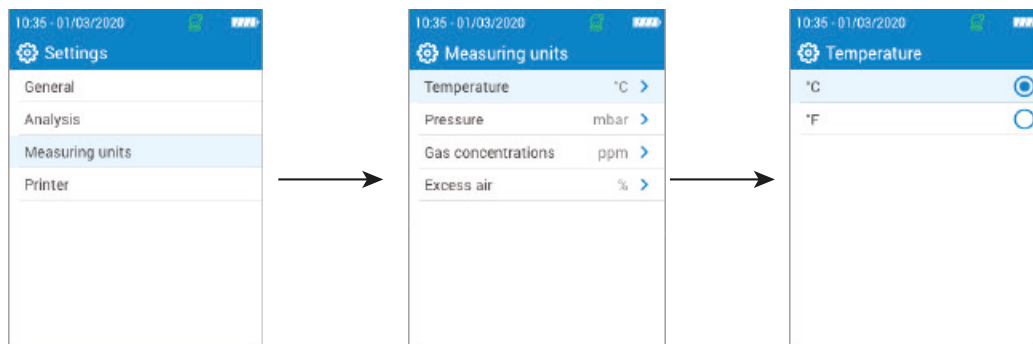 10:35 - 01/03/2020
Settings
General
Analysis
Measuring units
Printer
10:35 - 01/03/2020
Measuring units
Temperature °C
Pressure mbar
Gas concentrations ppm
Excess air %
10:35 - 01/03/2020
Temperature
°C
°F